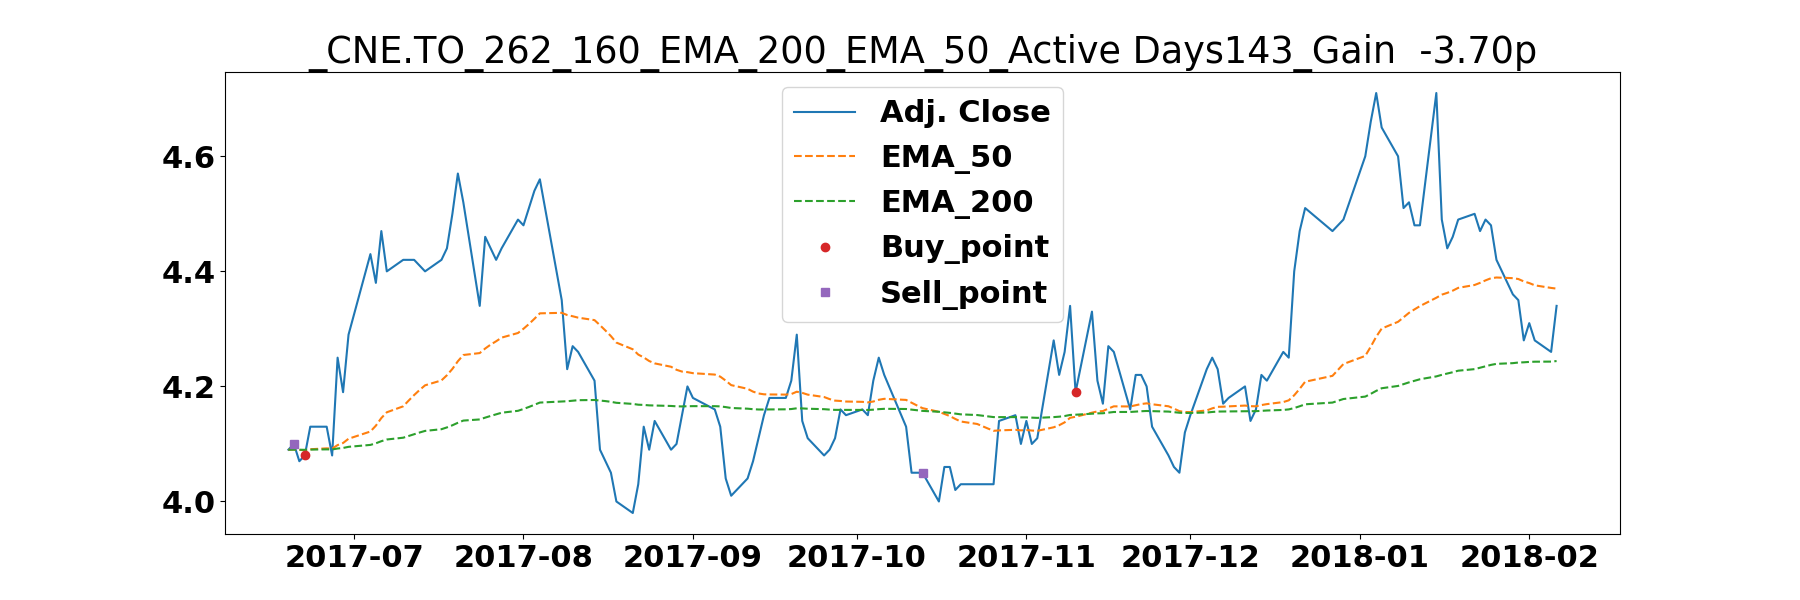 _CNE.TO_262_160_EMA_200_EMA_50_Active Days143_Gain  -3.70p
Adj. Close
EMA_50
EMA_200
Buy_point
Sell_point
4.6
4.4
4.2
4.0
2017-07 2017-08 2017-09 2017-10 2017-11 2017-12 2018-01 2018-02